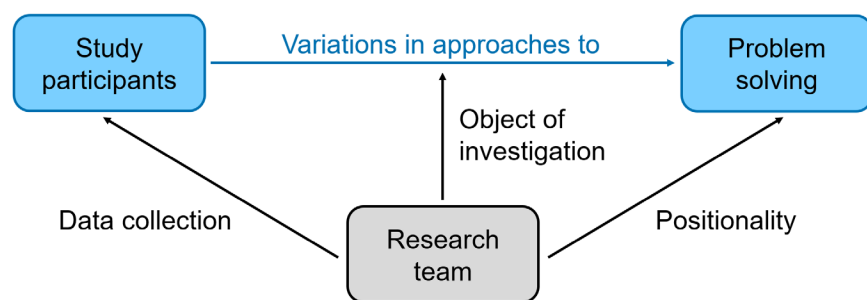 Study
participants
Variations in approaches to
Problem
solving
Object of
investigation
Data collection
Positionality
Research
team